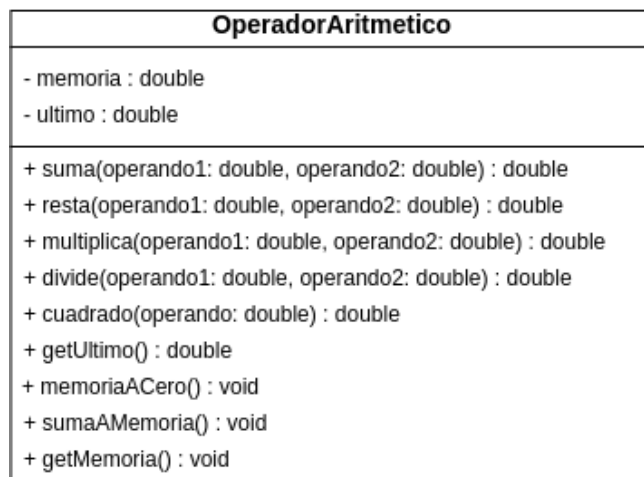 OperadorAritmetico
- memoria : double
- ultimo : double
+ suma(operando1: double, operando2: double) : double
+ resta(operando1: double, operando2: double) : double
+ multiplica(operando1: double, operando2: double) : double
+ divide(operando1: double, operando2: double) : double
+ cuadrado(operando: double) : double
+ getUltimo() : double
+ memoriaACero() : void
+ sumaAMemoria() : void
+ getMemoria() : void